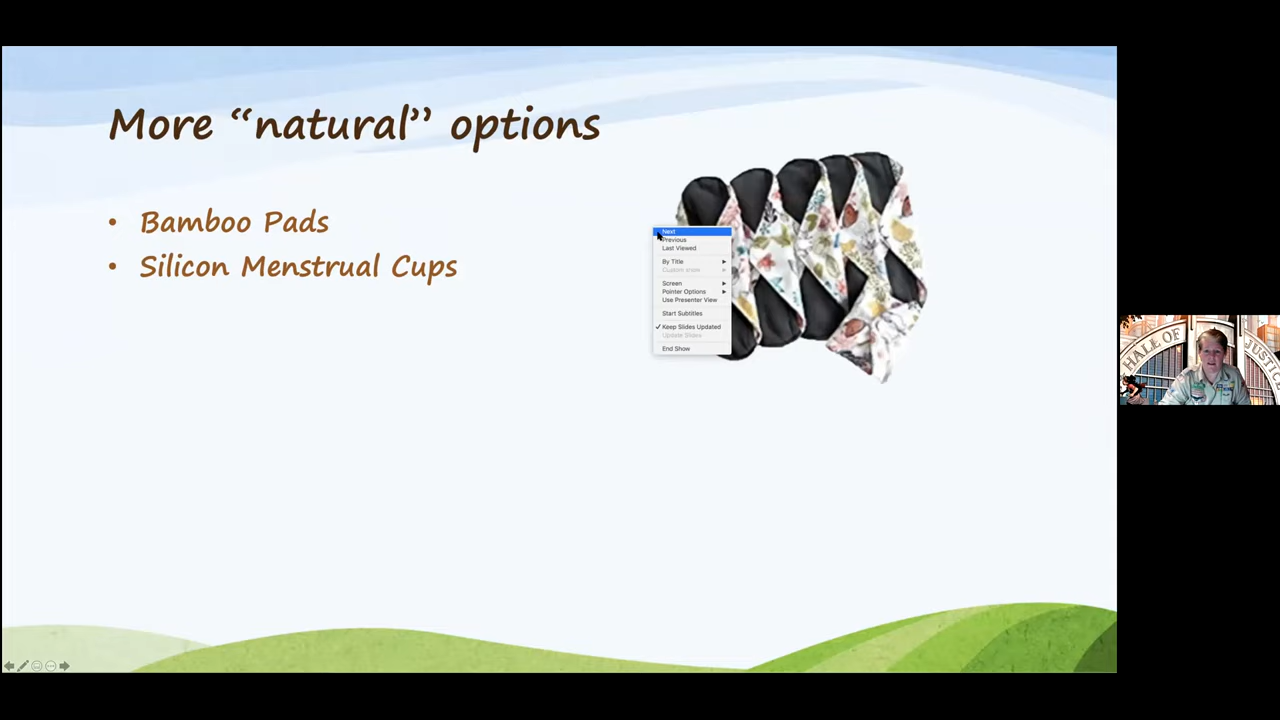 More “natural” options
• Bamboo Pads
• Silicon Menstrual Cups
Next
Previous
Last Viewed
By Title
Custom show
Screen
Pointer Options
Use Presenter View
Start Subtitles
✓ Keep Slides Updated
Update Slides
End Show
HALL OF JUSTICE